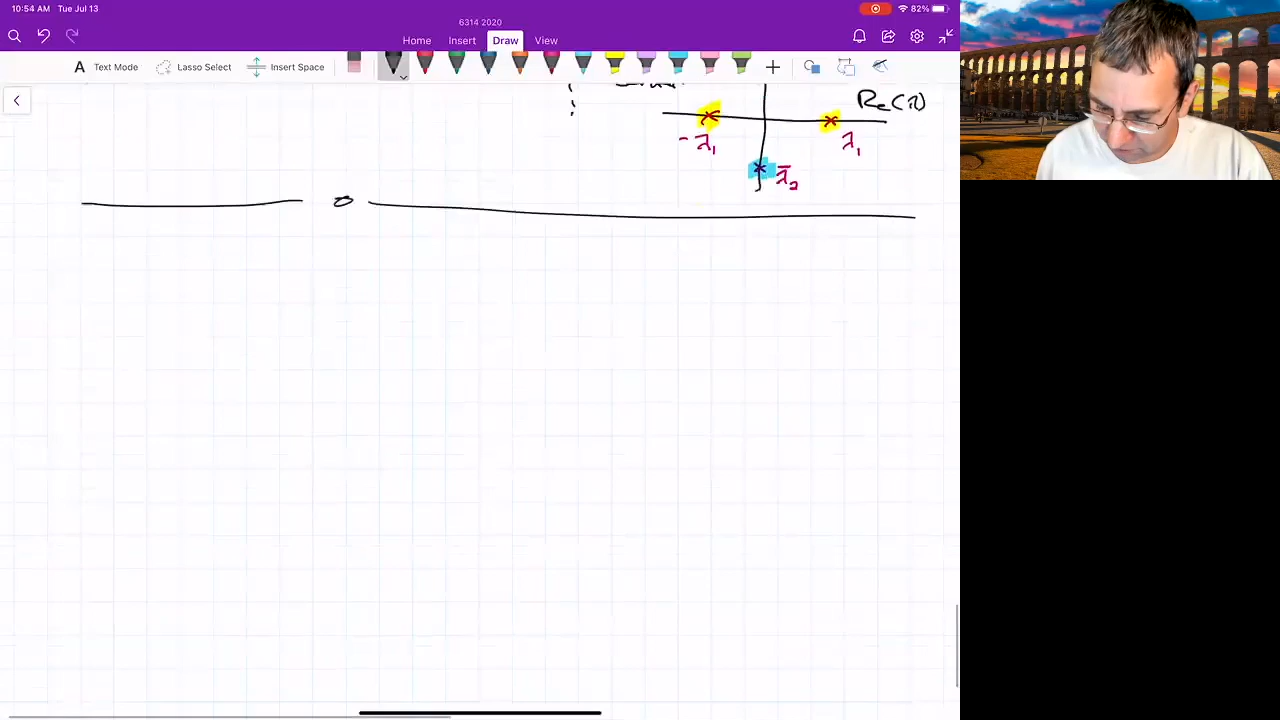 10:54 AM Tue Jul 13
82%
6314 2020
Home Insert Draw View
A Text Mode Lasso Select Insert Space
Re(λ)
-λ₁
λ₁
λ̄₂